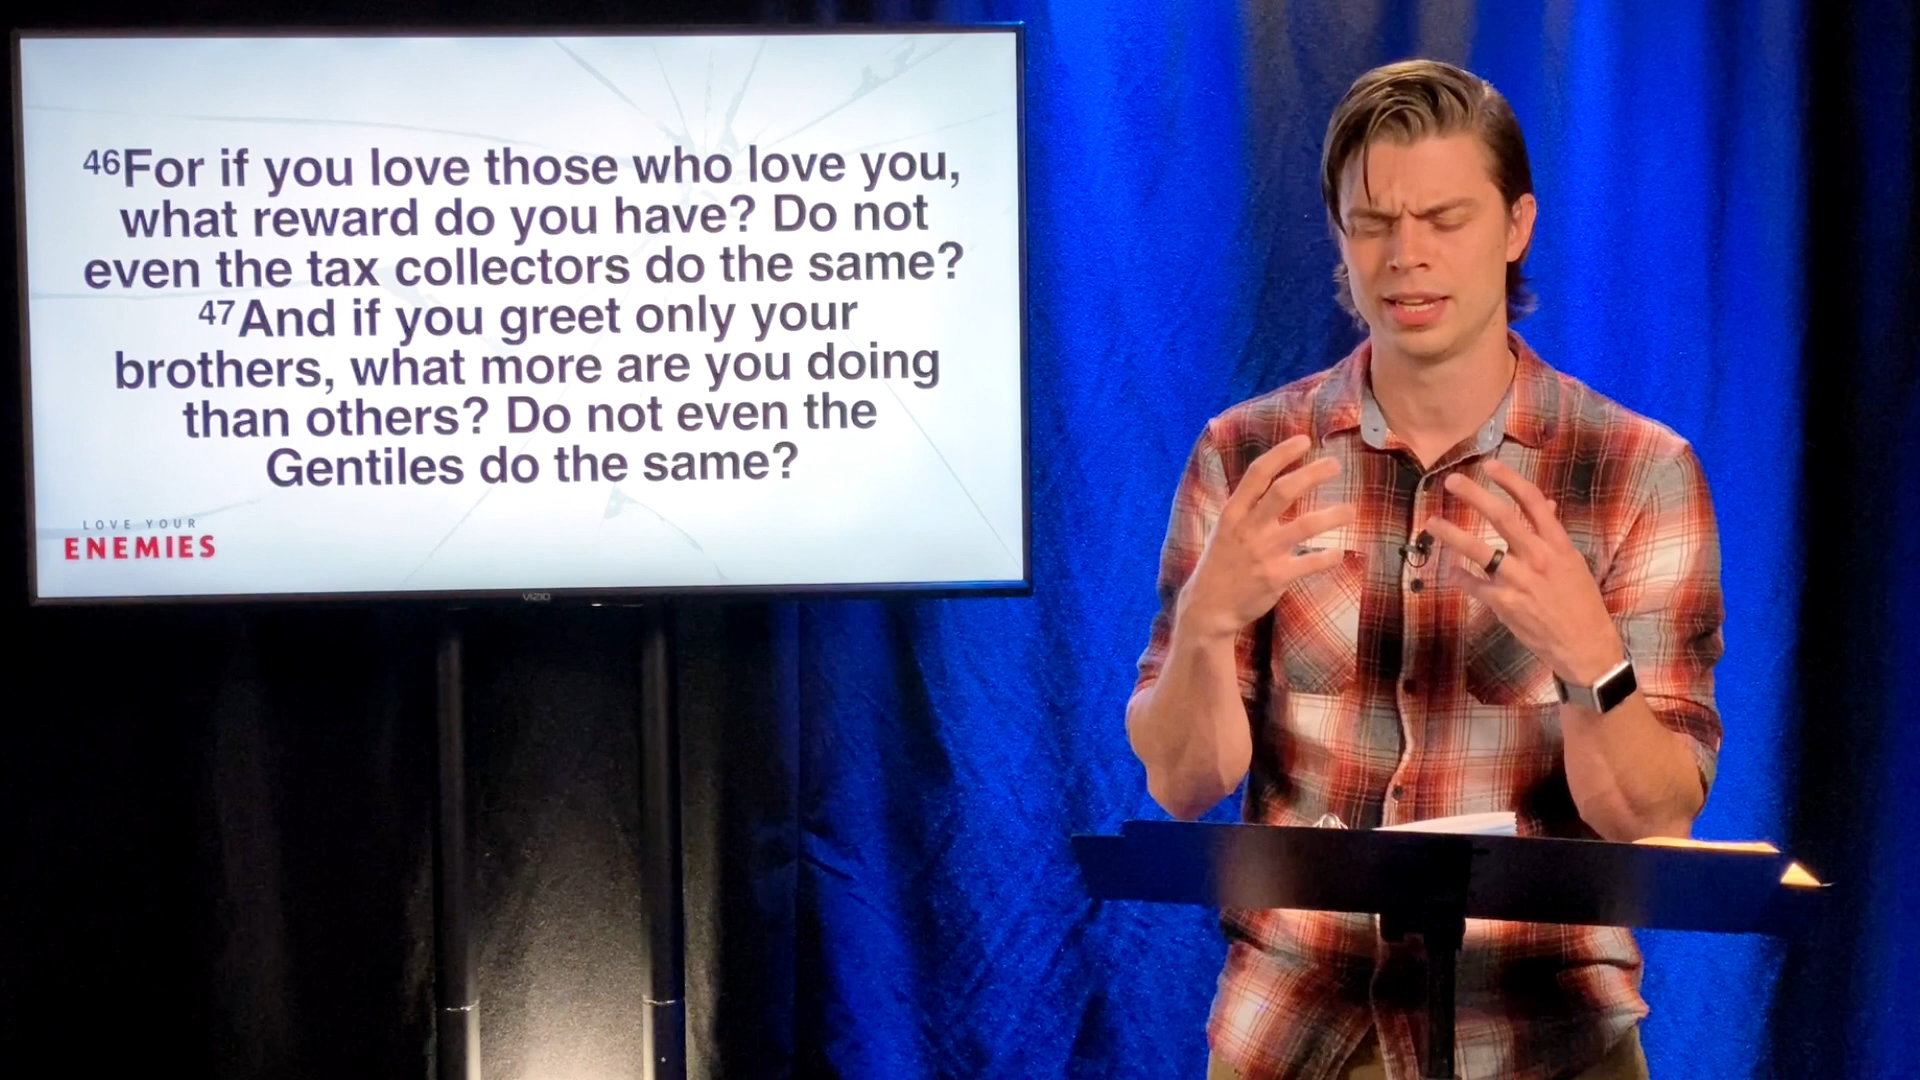 46For if you love those who love you,
what reward do you have? Do not
even the tax collectors do the same?
47And if you greet only your
brothers, what more are you doing
than others? Do not even the
Gentiles do the same?
LOVE YOUR
ENEMIES
VIZIO